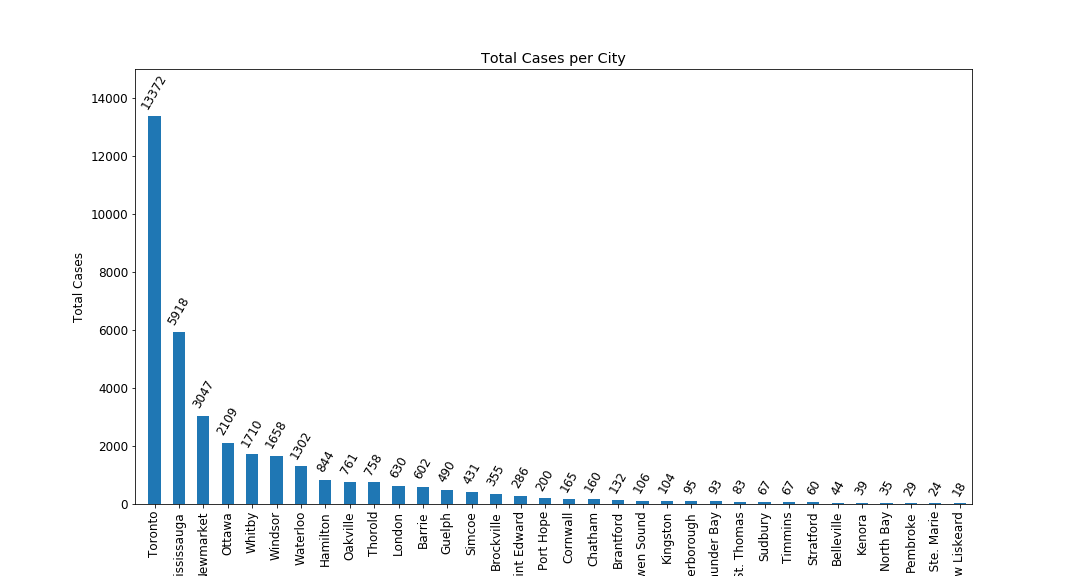 Total Cases per City
Total Cases
14000
12000
10000
8000
6000
4000
2000
0
13372
5918
3047
2109
1710
1658
1302
844
761
758
630
602
490
431
355
286
200
165
160
132
106
104
95
93
83
67
67
60
44
39
35
29
24
18
Toronto
ississauga
Newmarket
Ottawa
Whitby
Windsor
Waterloo
Hamilton
Oakville
Thorold
London
Barrie
Guelph
Simcoe
Brockville
int Edward
Port Hope
Cornwall
Chatham
Brantford
wen Sound
Kingston
erborough
under Bay
St. Thomas
Sudbury
Timmins
Stratford
Belleville
Kenora
North Bay
Pembroke
Ste. Marie
w Liskeard